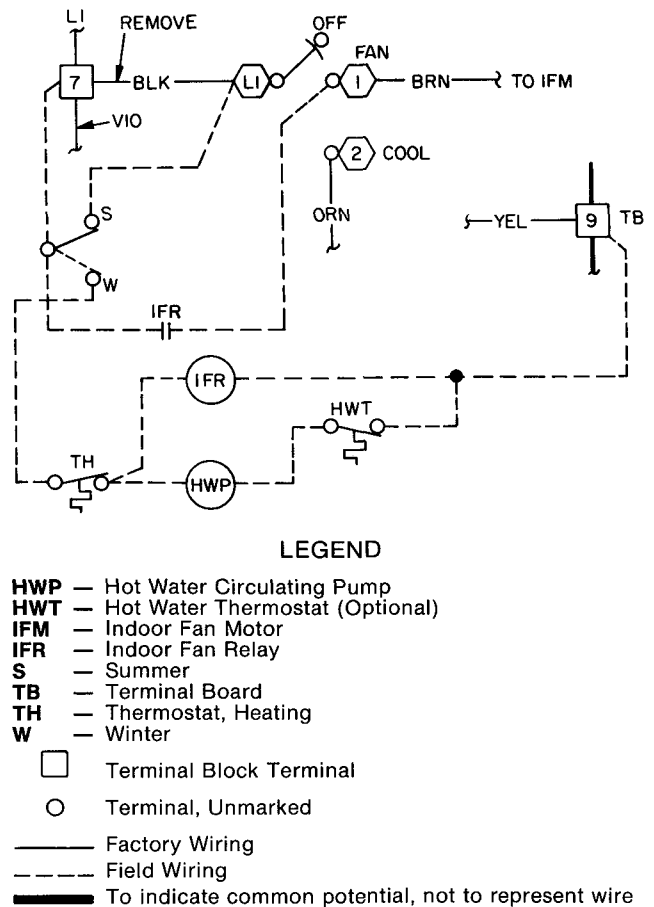 L1
REMOVE
OFF
FAN
7
BLK
L1
1
BRN
TO IFM
VIO
2
COOL
S
ORN
YEL
9
TB
W
IFR
IFR
HWT
TH
HWP
LEGEND
HWP — Hot Water Circulating Pump
HWT — Hot Water Thermostat (Optional)
IFM — Indoor Fan Motor
IFR — Indoor Fan Relay
S — Summer
TB — Terminal Board
TH — Thermostat, Heating
W — Winter
Terminal Block Terminal
Terminal, Unmarked
Factory Wiring
Field Wiring
To indicate common potential, not to represent wire